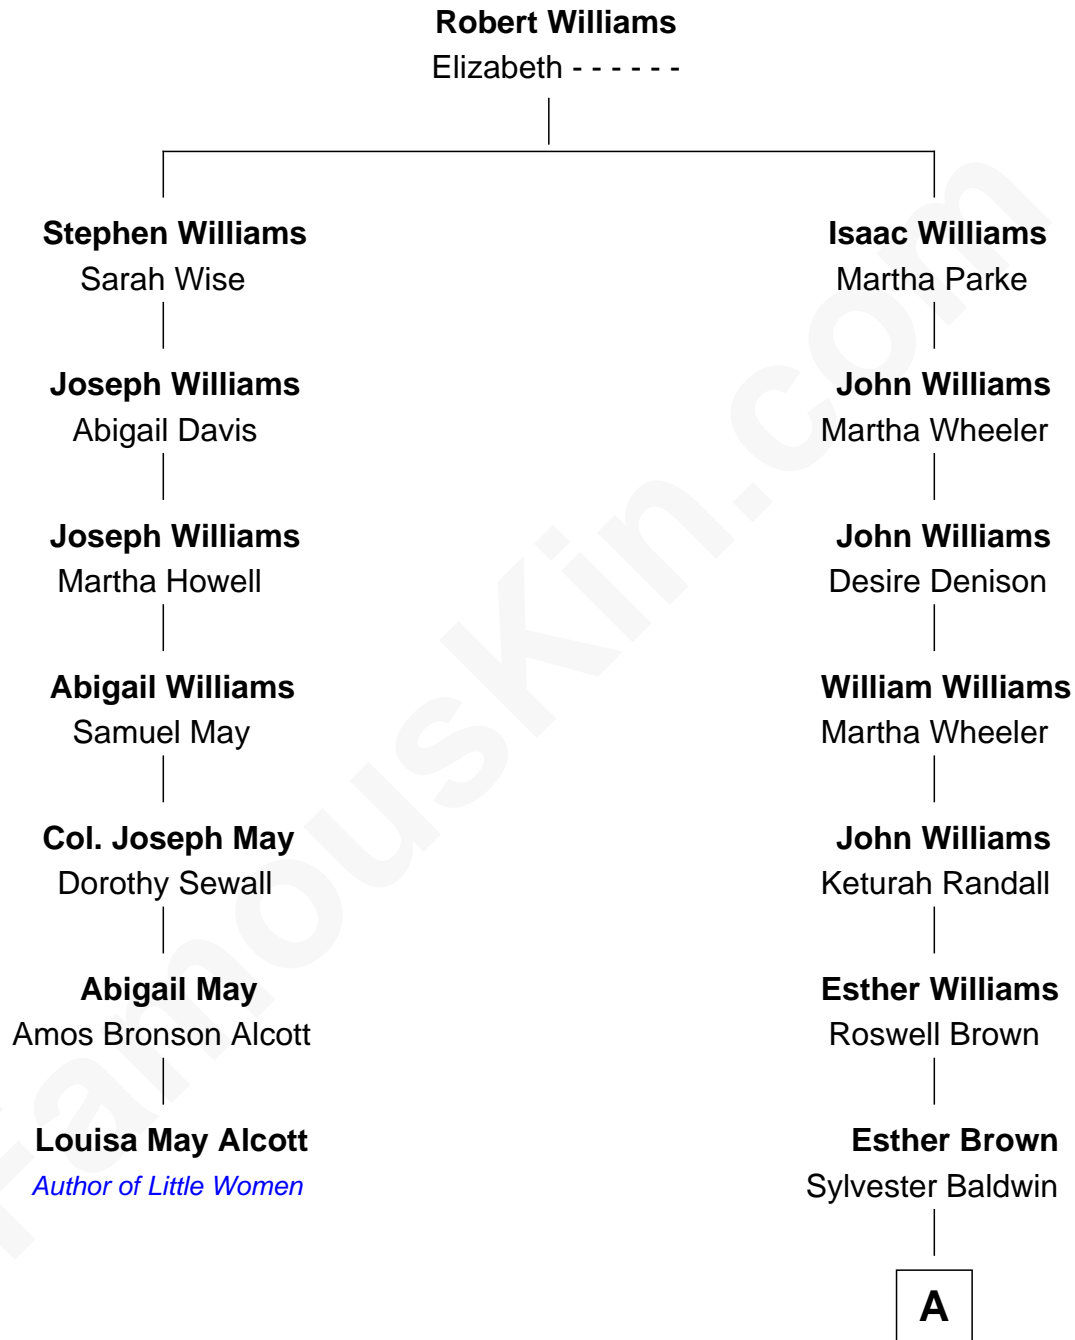 Robert Williams
Elizabeth - - - - - -
Stephen Williams
Sarah Wise
Isaac Williams
Martha Parke
Joseph Williams
Abigail Davis
John Williams
Martha Wheeler
Joseph Williams
Martha Howell
John Williams
Desire Denison
Abigail Williams
Samuel May
William Williams
Martha Wheeler
Col. Joseph May
Dorothy Sewall
John Williams
Keturah Randall
Abigail May
Amos Bronson Alcott
Esther Williams
Roswell Brown
Louisa May Alcott
Author of Little Women
Esther Brown
Sylvester Baldwin
A
FamousKin.com